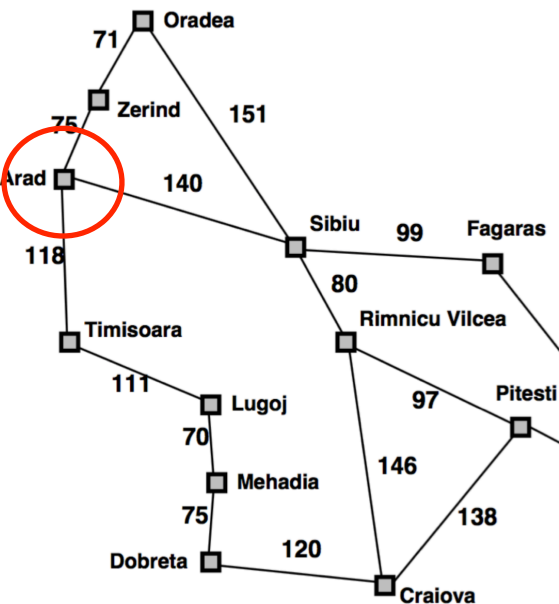 Oradea
71
Zerind
75
151
Arad
140
Sibiu
99
Fagaras
118
80
Timisoara
Rimnicu Vilcea
111
Lugoj
97
Pitesti
70
146
Mehadia
75
138
Dobreta
120
Craiova